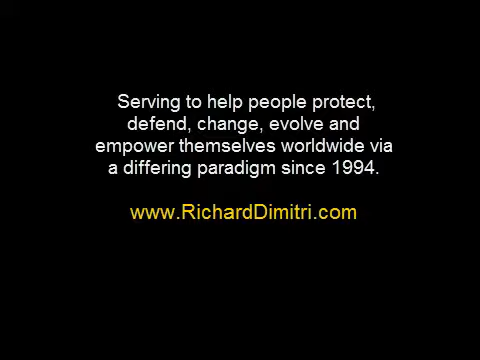 Serving to help people protect,
defend, change, evolve and
empower themselves worldwide via
a differing paradigm since 1994.
www.RichardDimitri.com